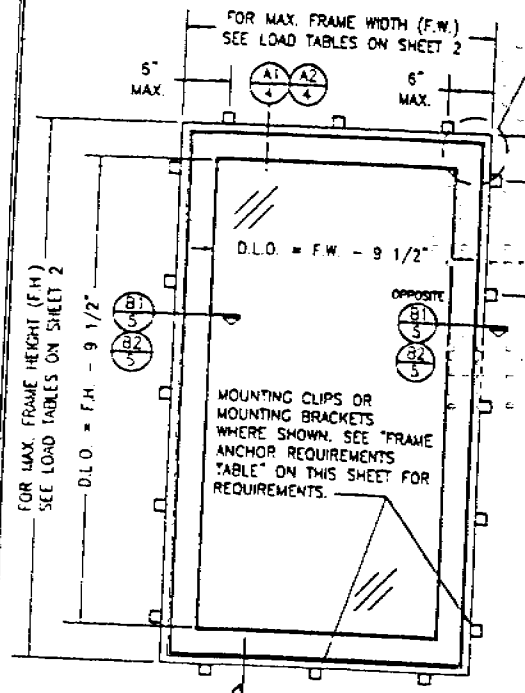 FOR MAX. FRAME WIDTH (F.W.)
SEE LOAD TABLES ON SHEET 2
6"
MAX.
A1
4
A2
4
6"
MAX.
FOR MAX. FRAME HEIGHT (F.H.)
SEE LOAD TABLES ON SHEET 2
D.L.O. = F.H. - 9 1/2"
D.L.O. = F.W. - 9 1/2"
B1
5
B2
5
OPPOSITE
B1
5
B2
5
MOUNTING CLIPS OR
MOUNTING BRACKETS
WHERE SHOWN. SEE "FRAME
ANCHOR REQUIREMENTS
TABLE" ON THIS SHEET FOR
REQUIREMENTS.